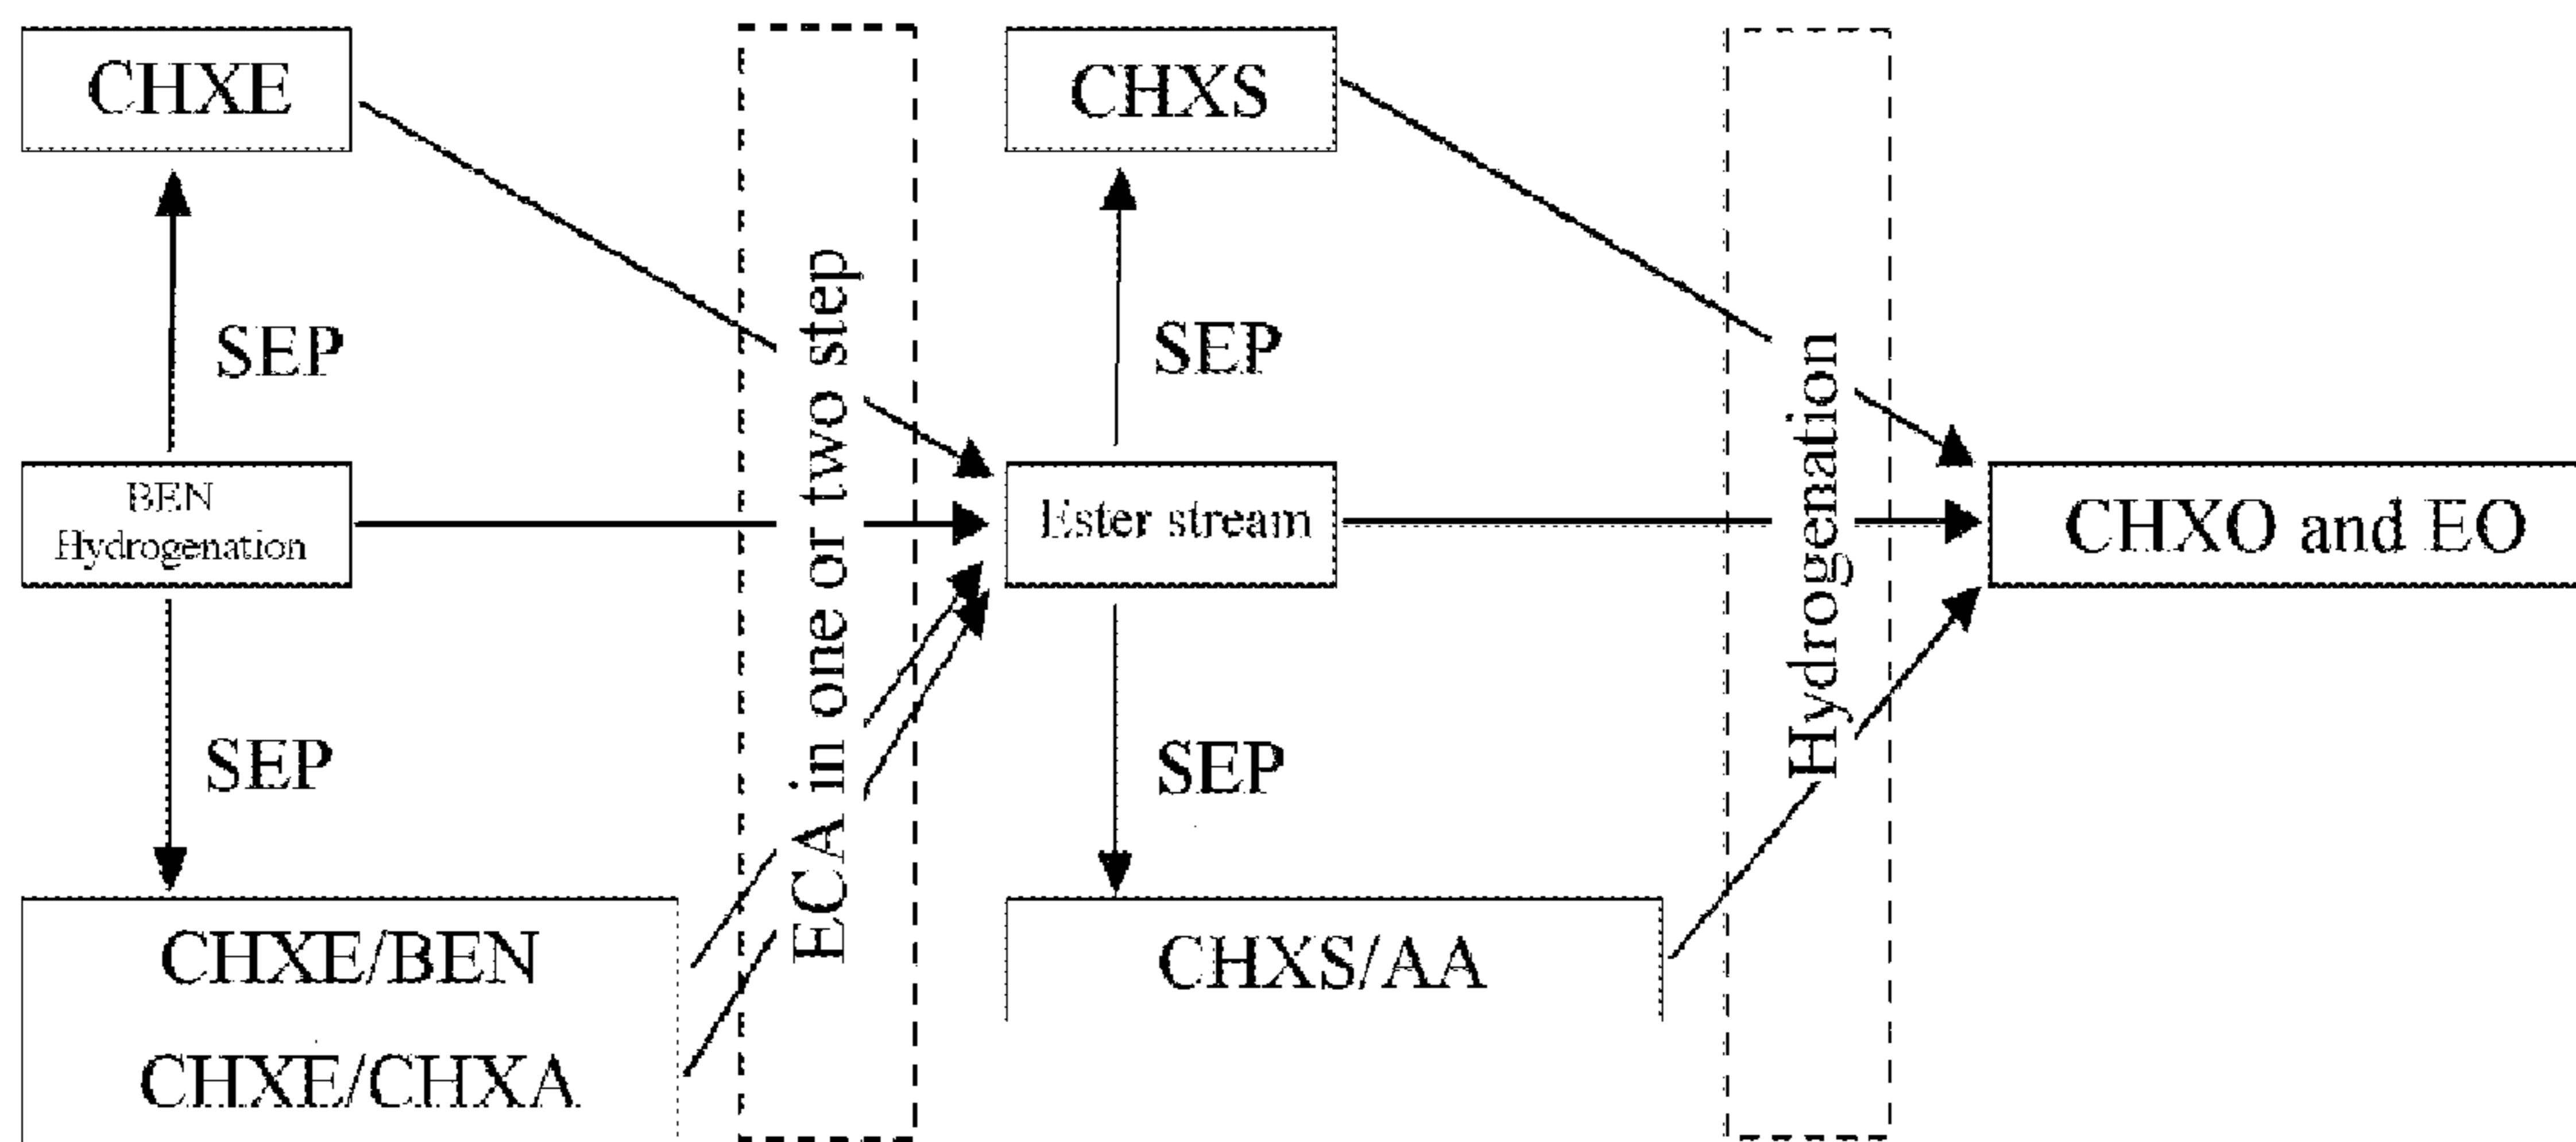 CHXE
CHXS
SEP
SEP
ECA in one or two step
Hydrogenation
BEN
Hydrogenation
Ester stream
CHXO and EO
SEP
SEP
CHXE/BEN
CHXS/AA
CHXE/CHXA